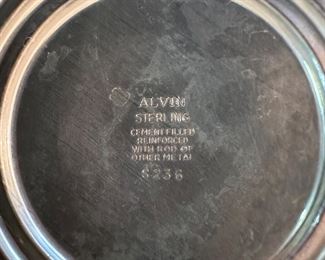 ALVIN
STERLING
CEMENT FILLED
REINFORCED
WITH ROD OF
OTHER METAL
S236